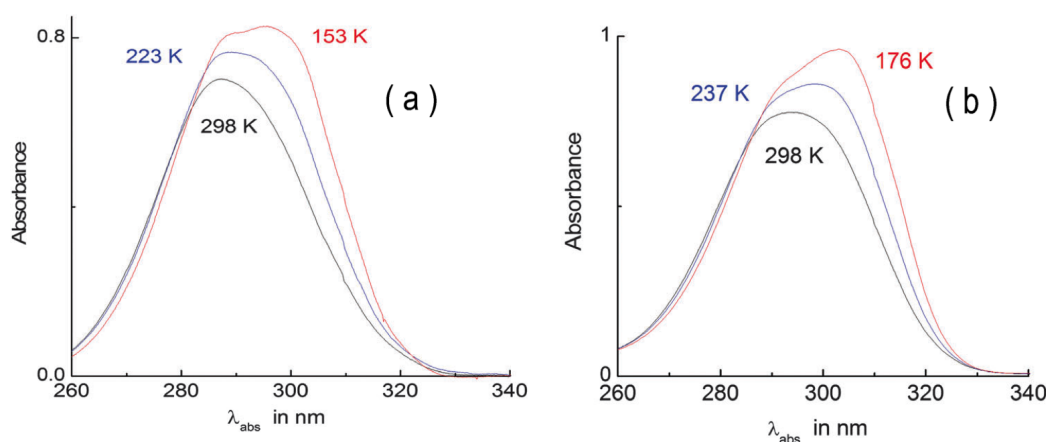 0.8
223 K
153 K
( a )
298 K
Absorbance
0.0
260
280
300
320
340
λabs in nm
1
237 K
176 K
( b )
298 K
Absorbance
0
260
280
300
320
340
λabs in nm